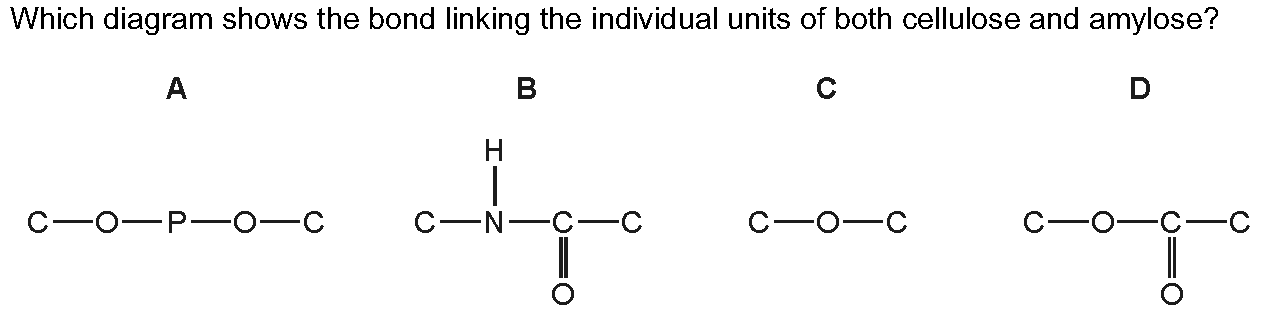 Which diagram shows the bond linking the individual units of both cellulose and amylose?
A B C D
H
C O P O C C N C C C O C C O C C
O O